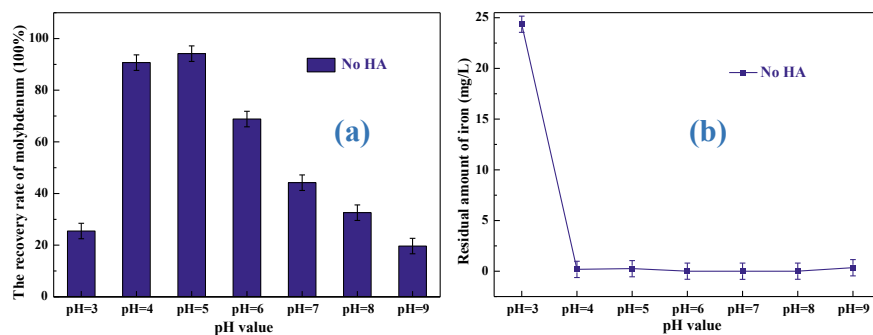 The recovery rate of molybdenum (100%)
100
80
60
40
20
0
No HA
(a)
pH=3 pH=4 pH=5 pH=6 pH=7 pH=8 pH=9
pH value
Residual amount of iron (mg/L)
25
20
15
10
5
0
No HA
(b)
pH=3 pH=4 pH=5 pH=6 pH=7 pH=8 pH=9
pH value